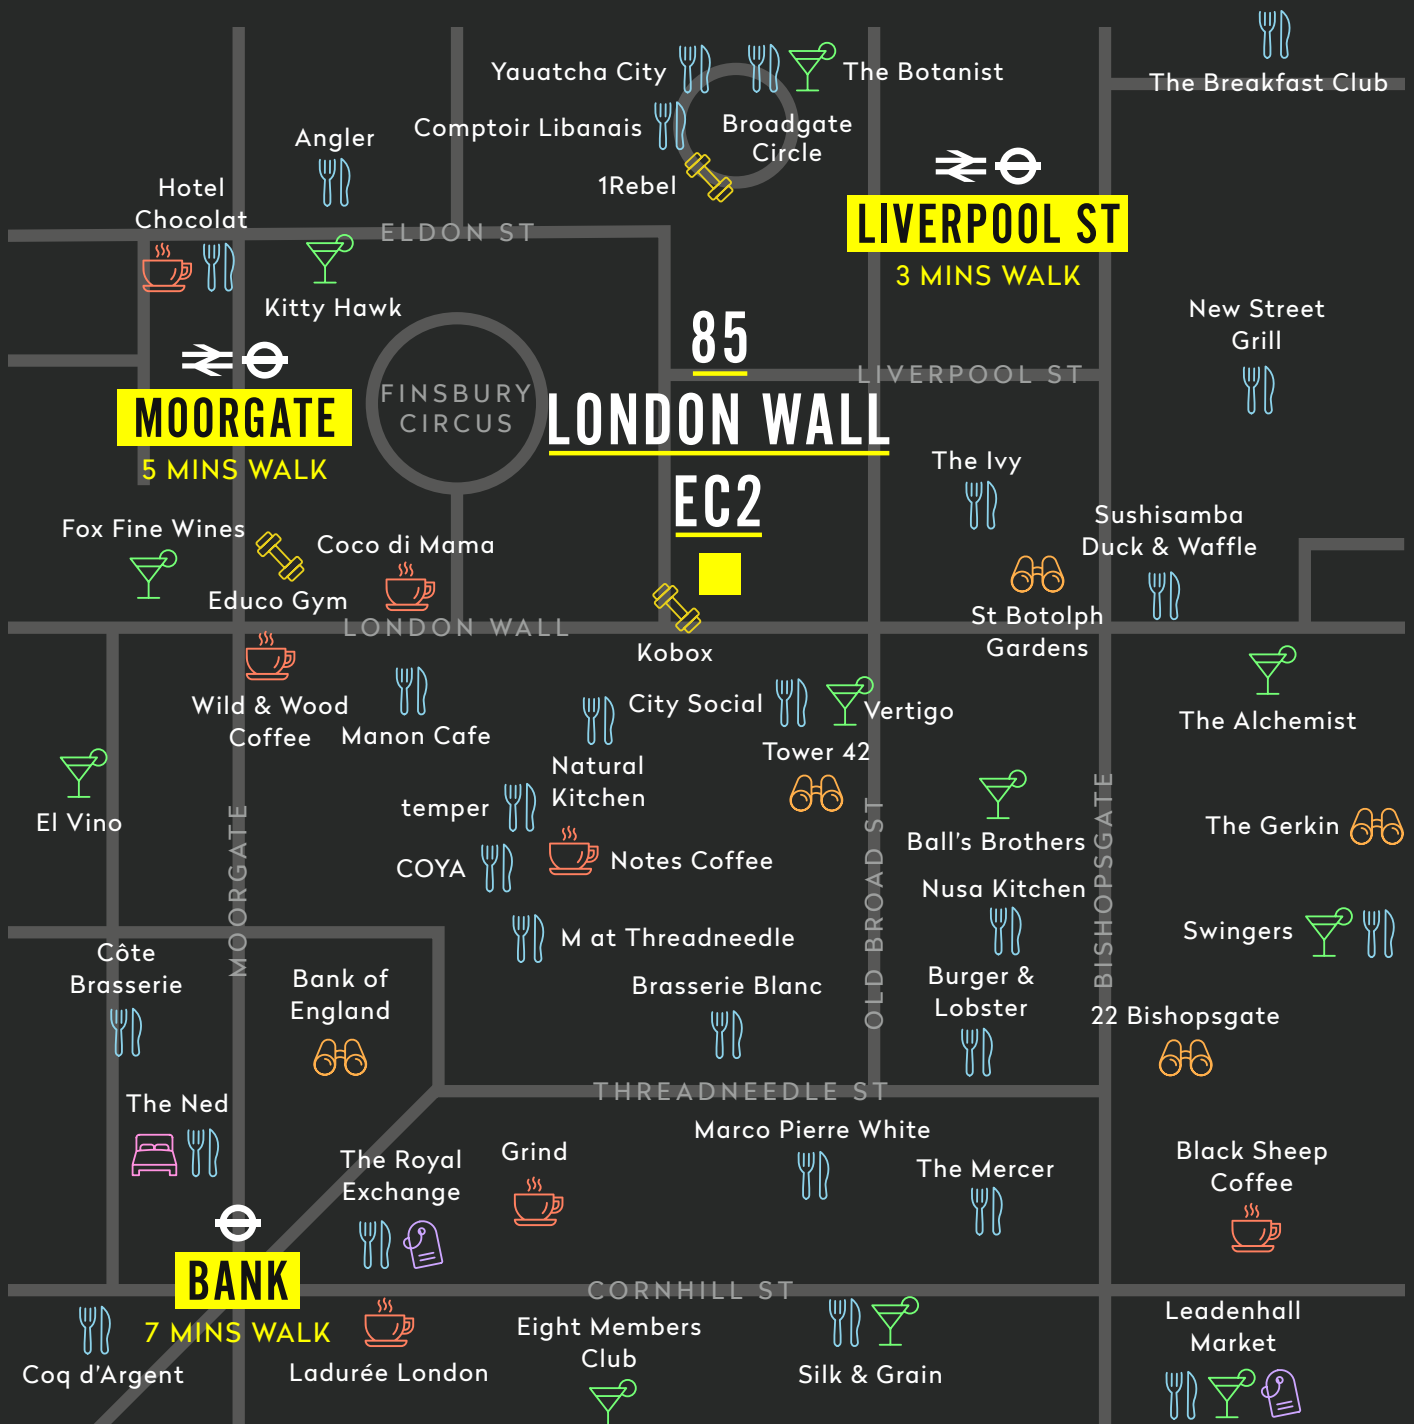 The Breakfast Club
Yauatcha City
The Botanist
Comptoir Libanais
Broadgate
Circle
Angler
1Rebel
Hotel
Chocolat
ELDON ST
LIVERPOOL ST
3 MINS WALK
Kitty Hawk
New Street
Grill
85
LONDON WALL
EC2
LIVERPOOL ST
FINSBURY
CIRCUS
MOORGATE
5 MINS WALK
The Ivy
Sushisamba
Duck & Waffle
Fox Fine Wines
Coco di Mama
Educo Gym
St Botolph
Gardens
LONDON WALL
Kobox
Wild & Wood
Coffee
Manon Cafe
City Social
Vertigo
The Alchemist
Tower 42
Natural
Kitchen
temper
El Vino
MOORGATE
OLD BROAD ST
BISHOPSGATE
Ball's Brothers
The Gerkin
COYA
Notes Coffee
Nusa Kitchen
M at Threadneedle
Swingers
Côte
Brasserie
Bank of
England
Brasserie Blanc
Burger &
Lobster
22 Bishopsgate
THREADNEEDLE ST
The Ned
Marco Pierre White
The Royal
Exchange
Grind
The Mercer
Black Sheep
Coffee
BANK
7 MINS WALK
CORNHILL ST
Coq d'Argent
Ladurée London
Eight Members
Club
Silk & Grain
Leadenhall
Market